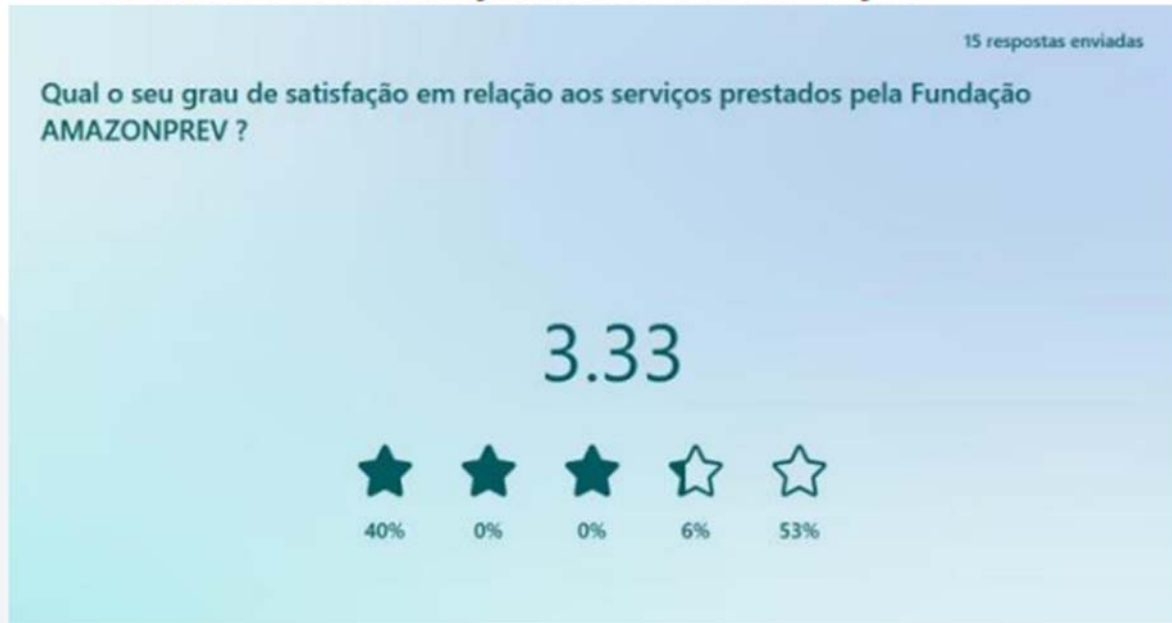 15 respostas enviadas
Qual o seu grau de satisfação em relação aos serviços prestados pela Fundação
AMAZONPREV ?
3.33
40% 0% 0% 6% 53%